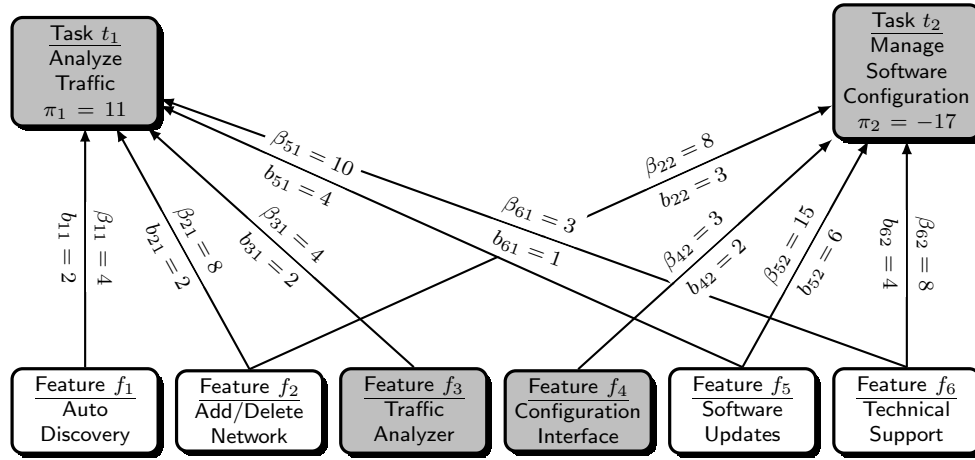 Task t₁
Analyze
Traffic
π₁ = 11
Task t₂
Manage
Software
Configuration
π₂ = −17
β₅₁ = 10
b₅₁ = 4
β₂₂ = 8
b₂₂ = 3
β₆₁ = 3
b₆₁ = 1
β₁₁ = 4
b₁₁ = 2
β₂₁ = 8
b₂₁ = 2
β₃₁ = 4
b₃₁ = 2
β₄₂ = 3
b₄₂ = 2
β₅₂ = 15
b₅₂ = 6
β₆₂ = 8
b₆₂ = 4
Feature f₁
Auto
Discovery
Feature f₂
Add/Delete
Network
Feature f₃
Traffic
Analyzer
Feature f₄
Configuration
Interface
Feature f₅
Software
Updates
Feature f₆
Technical
Support